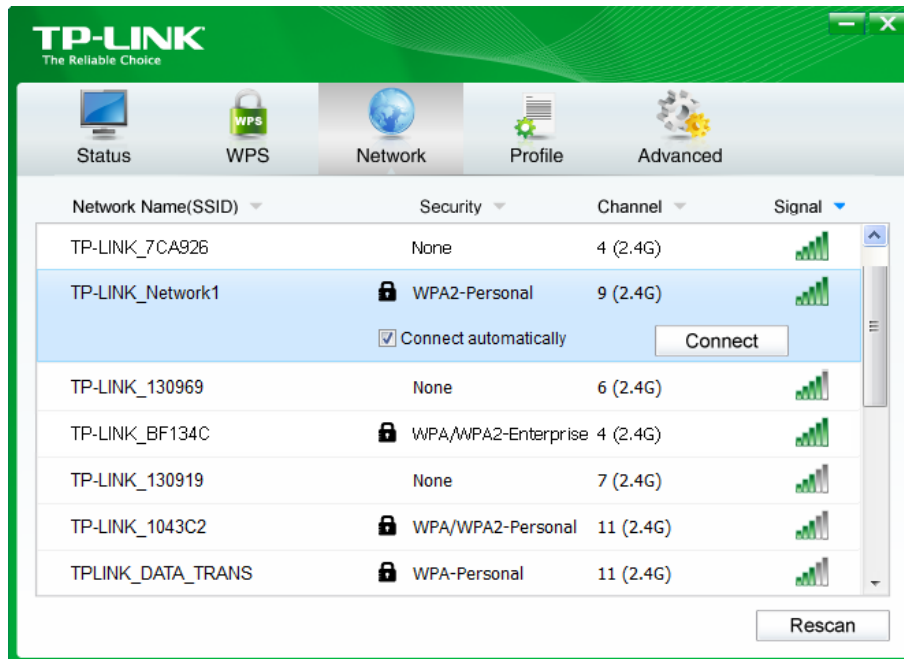 TP-LINK
The Reliable Choice
WPS
Status WPS Network Profile Advanced
Network Name(SSID) Security Channel Signal
TP-LINK_7CA926 None 4 (2.4G)
TP-LINK_Network1 WPA2-Personal 9 (2.4G)
Connect automatically Connect
TP-LINK_130969 None 6 (2.4G)
TP-LINK_BF134C WPA/WPA2-Enterprise 4 (2.4G)
TP-LINK_130919 None 7 (2.4G)
TP-LINK_1043C2 WPA/WPA2-Personal 11 (2.4G)
TPLINK_DATA_TRANS WPA-Personal 11 (2.4G)
Rescan